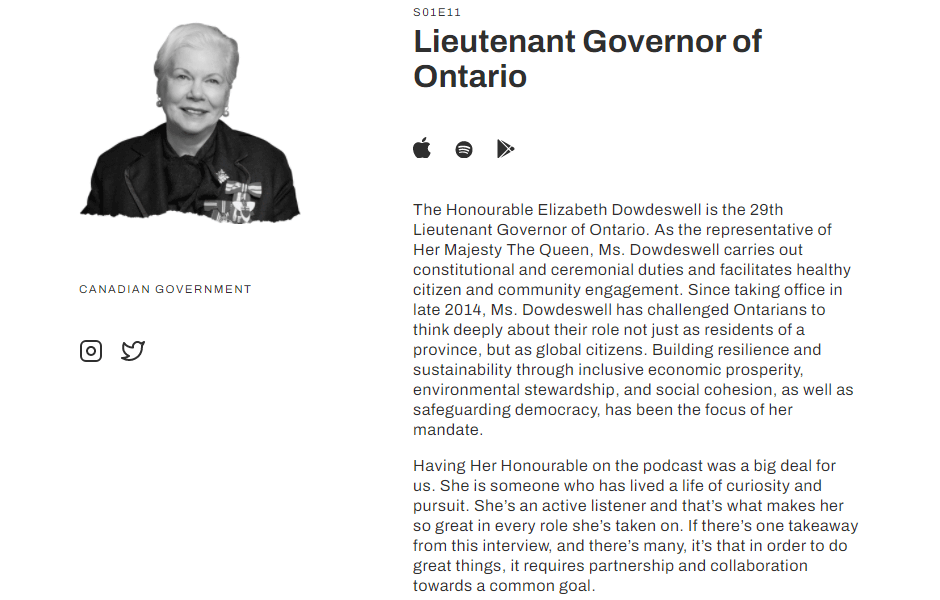 S01E11
Lieutenant Governor of
Ontario
The Honourable Elizabeth Dowdeswell is the 29th
Lieutenant Governor of Ontario. As the representative of
Her Majesty The Queen, Ms. Dowdeswell carries out
constitutional and ceremonial duties and facilitates healthy
citizen and community engagement. Since taking office in
late 2014, Ms. Dowdeswell has challenged Ontarians to
think deeply about their role not just as residents of a
province, but as global citizens. Building resilience and
sustainability through inclusive economic prosperity,
environmental stewardship, and social cohesion, as well as
safeguarding democracy, has been the focus of her
mandate.
Having Her Honourable on the podcast was a big deal for
us. She is someone who has lived a life of curiosity and
pursuit. She’s an active listener and that’s what makes her
so great in every role she’s taken on. If there’s one takeaway
from this interview, and there’s many, it’s that in order to do
great things, it requires partnership and collaboration
towards a common goal.
CANADIAN GOVERNMENT